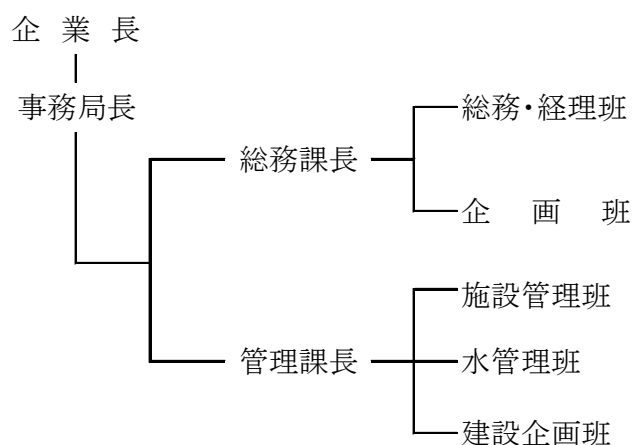 企業長
事務局長
総務課長
総務・経理班
企画班
管理課長
施設管理班
水管理班
建設企画班